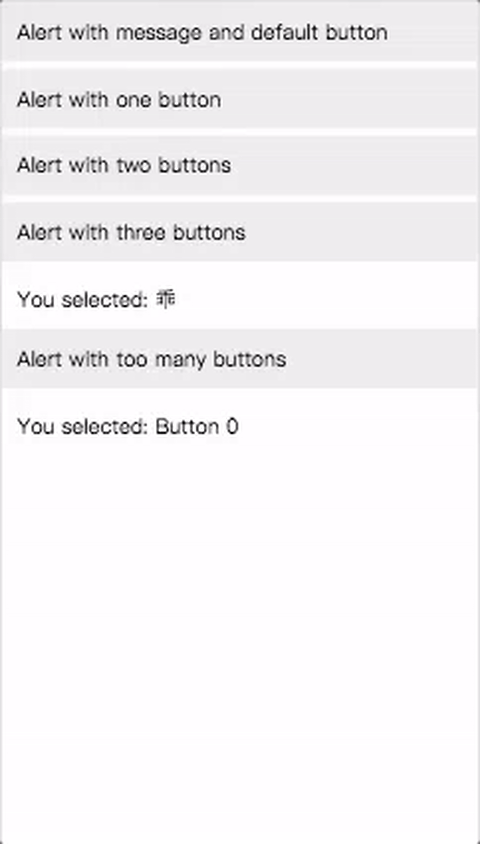 Alert with message and default button
Alert with one button
Alert with two buttons
Alert with three buttons
You selected: 乖
Alert with too many buttons
You selected: Button 0